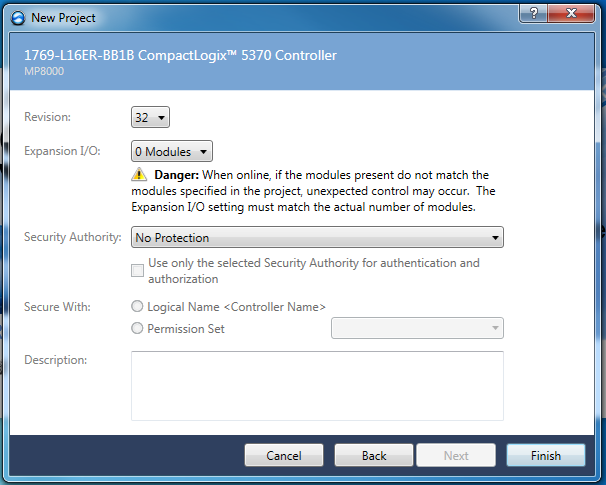 New Project
1769-L16ER-BB1B CompactLogix™ 5370 Controller
MP8000
Revision:
32
Expansion I/O:
0 Modules
Danger: When online, if the modules present do not match the
modules specified in the project, unexpected control may occur. The
Expansion I/O setting must match the actual number of modules.
Security Authority:
No Protection
Use only the selected Security Authority for authentication and
authorization
Secure With:
Logical Name <Controller Name>
Permission Set
Description:
Cancel
Back
Next
Finish